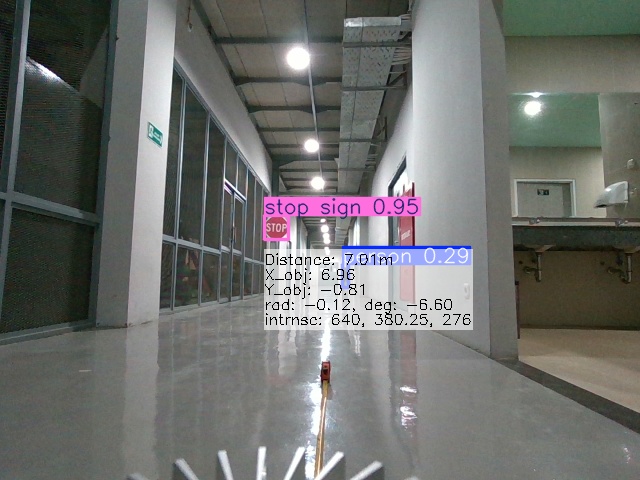 stop sign 0.95
STOP
son 0.29
Distance: 7.01m
X_obj: 6.96
Y_obj: -0.81
rad: -0.12, deg: -6.60
intrnsc: 640, 380.25, 276